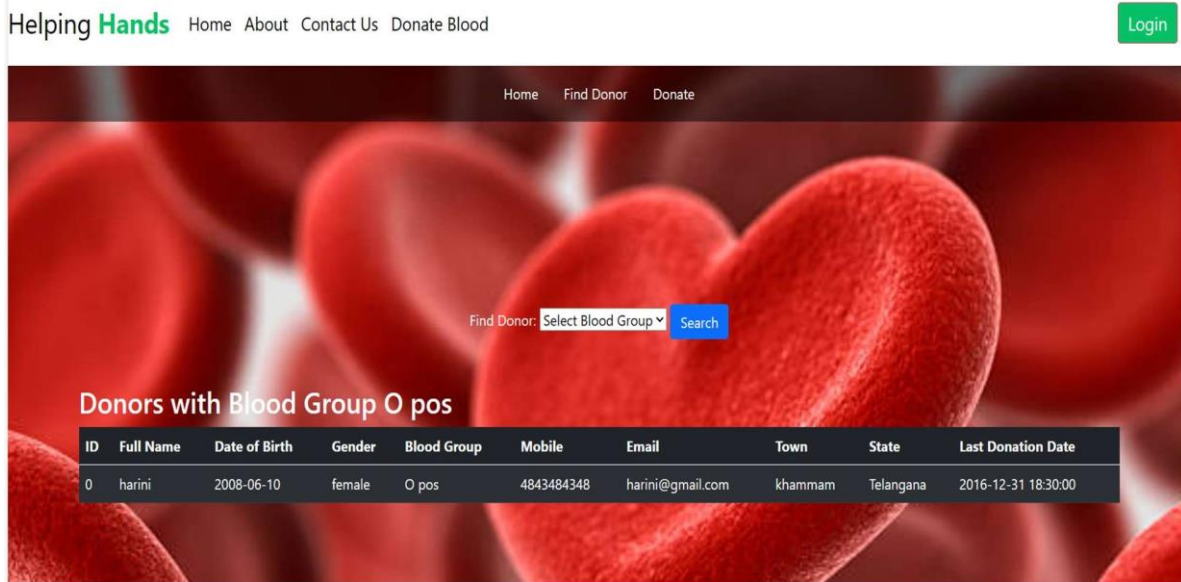 Helping Hands Home About Contact Us Donate Blood Login
Home Find Donor Donate
Find Donor: Select Blood Group Search
Donors with Blood Group O pos
ID Full Name Date of Birth Gender Blood Group Mobile Email Town State Last Donation Date
0 harini 2008-06-10 female O pos 4843484348 harini@gmail.com khammam Telangana 2016-12-31 18:30:00